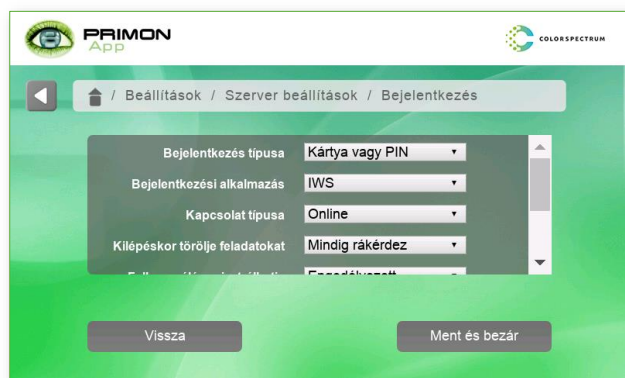 PRIMON
App
COLORSPECTRUM
/ Beállítások / Szerver beállítások / Bejelentkezés
Bejelentkezés típusa Kártya vagy PIN
Bejelentkezési alkalmazás IWS
Kapcsolat típusa Online
Kilépéskor törölje feladatokat Mindig rákérdez
Engedélyezett
Vissza Ment és bezár